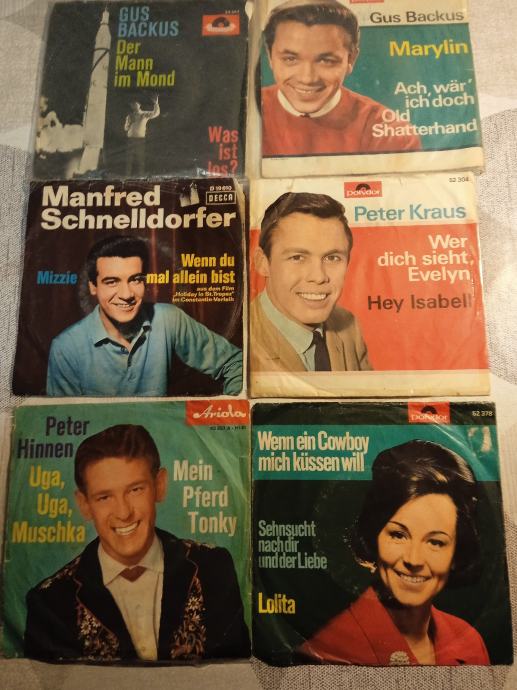 GUS
BACKUS
Der
Mann
im Mond
Was
ist
los?
Gus Backus
Marylin
Ach, wär'
ich doch
Old
Shatterhand
Manfred
Schnelldorfer
D 19 610
DECCA
Mizzie
Wenn du
mal allein bist
aus dem Film
„Holiday in St. Tropez"
im Constantin-Verleih
Polydor
52 304
Peter Kraus
Wer
dich sieht,
Evelyn
Hey Isabell
Ariola
Peter
Hinnen
Uga,
Uga,
Muschka
Mein
Pferd
Tonky
Polydor
52 378
Wenn ein Cowboy
mich küssen will
Sehnsucht
nach dir
und der Liebe
Lolita